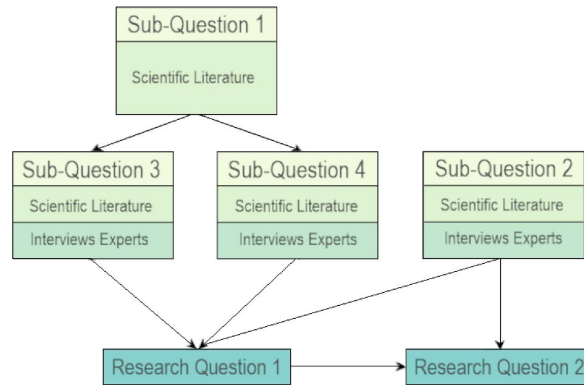 Sub-Question 1
Scientific Literature
Sub-Question 3
Scientific Literature
Interviews Experts
Sub-Question 4
Scientific Literature
Interviews Experts
Sub-Question 2
Scientific Literature
Interviews Experts
Research Question 1
Research Question 2